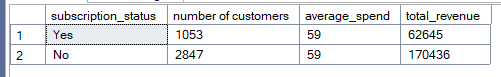 subscription_status number of customers average_spend total_revenue
1 Yes 1053 59 62645
2 No 2847 59 170436